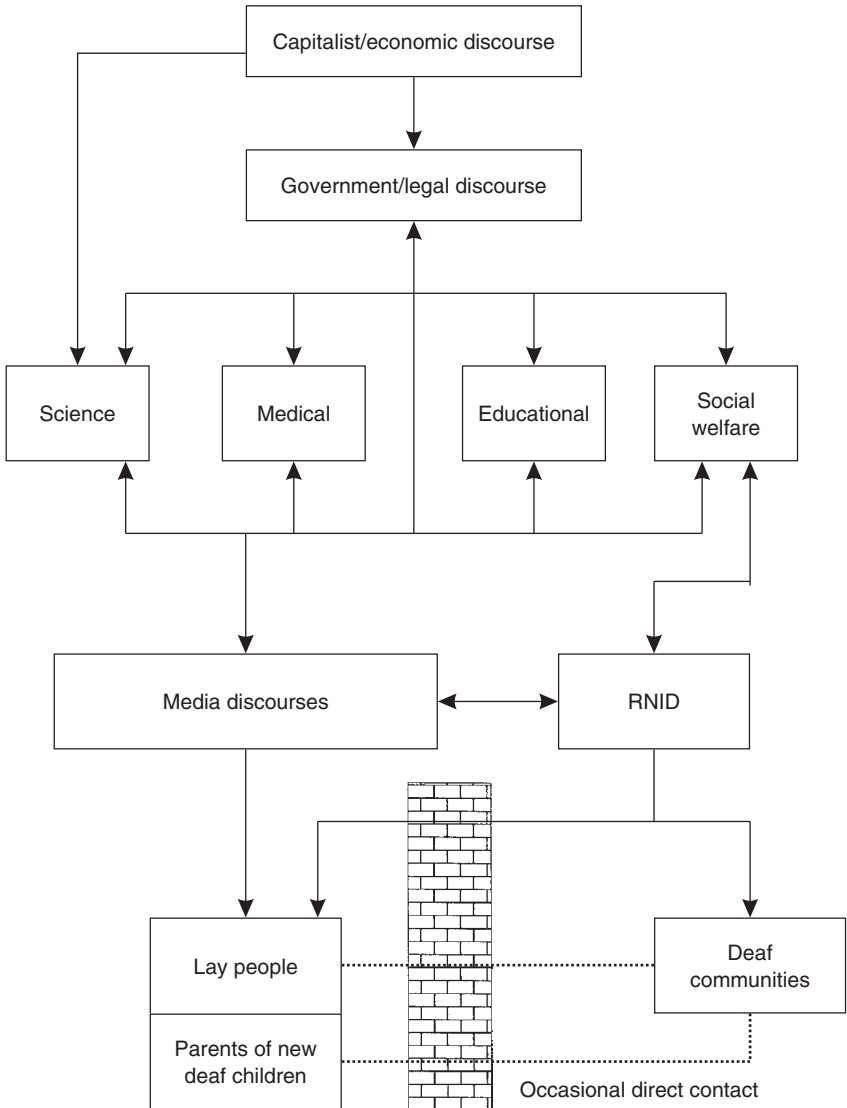 Capitalist/economic discourse
Government/legal discourse
Science
Medical
Educational
Social
welfare
Media discourses
RNID
Lay people
Deaf
communities
Parents of new
deaf children
Occasional direct contact